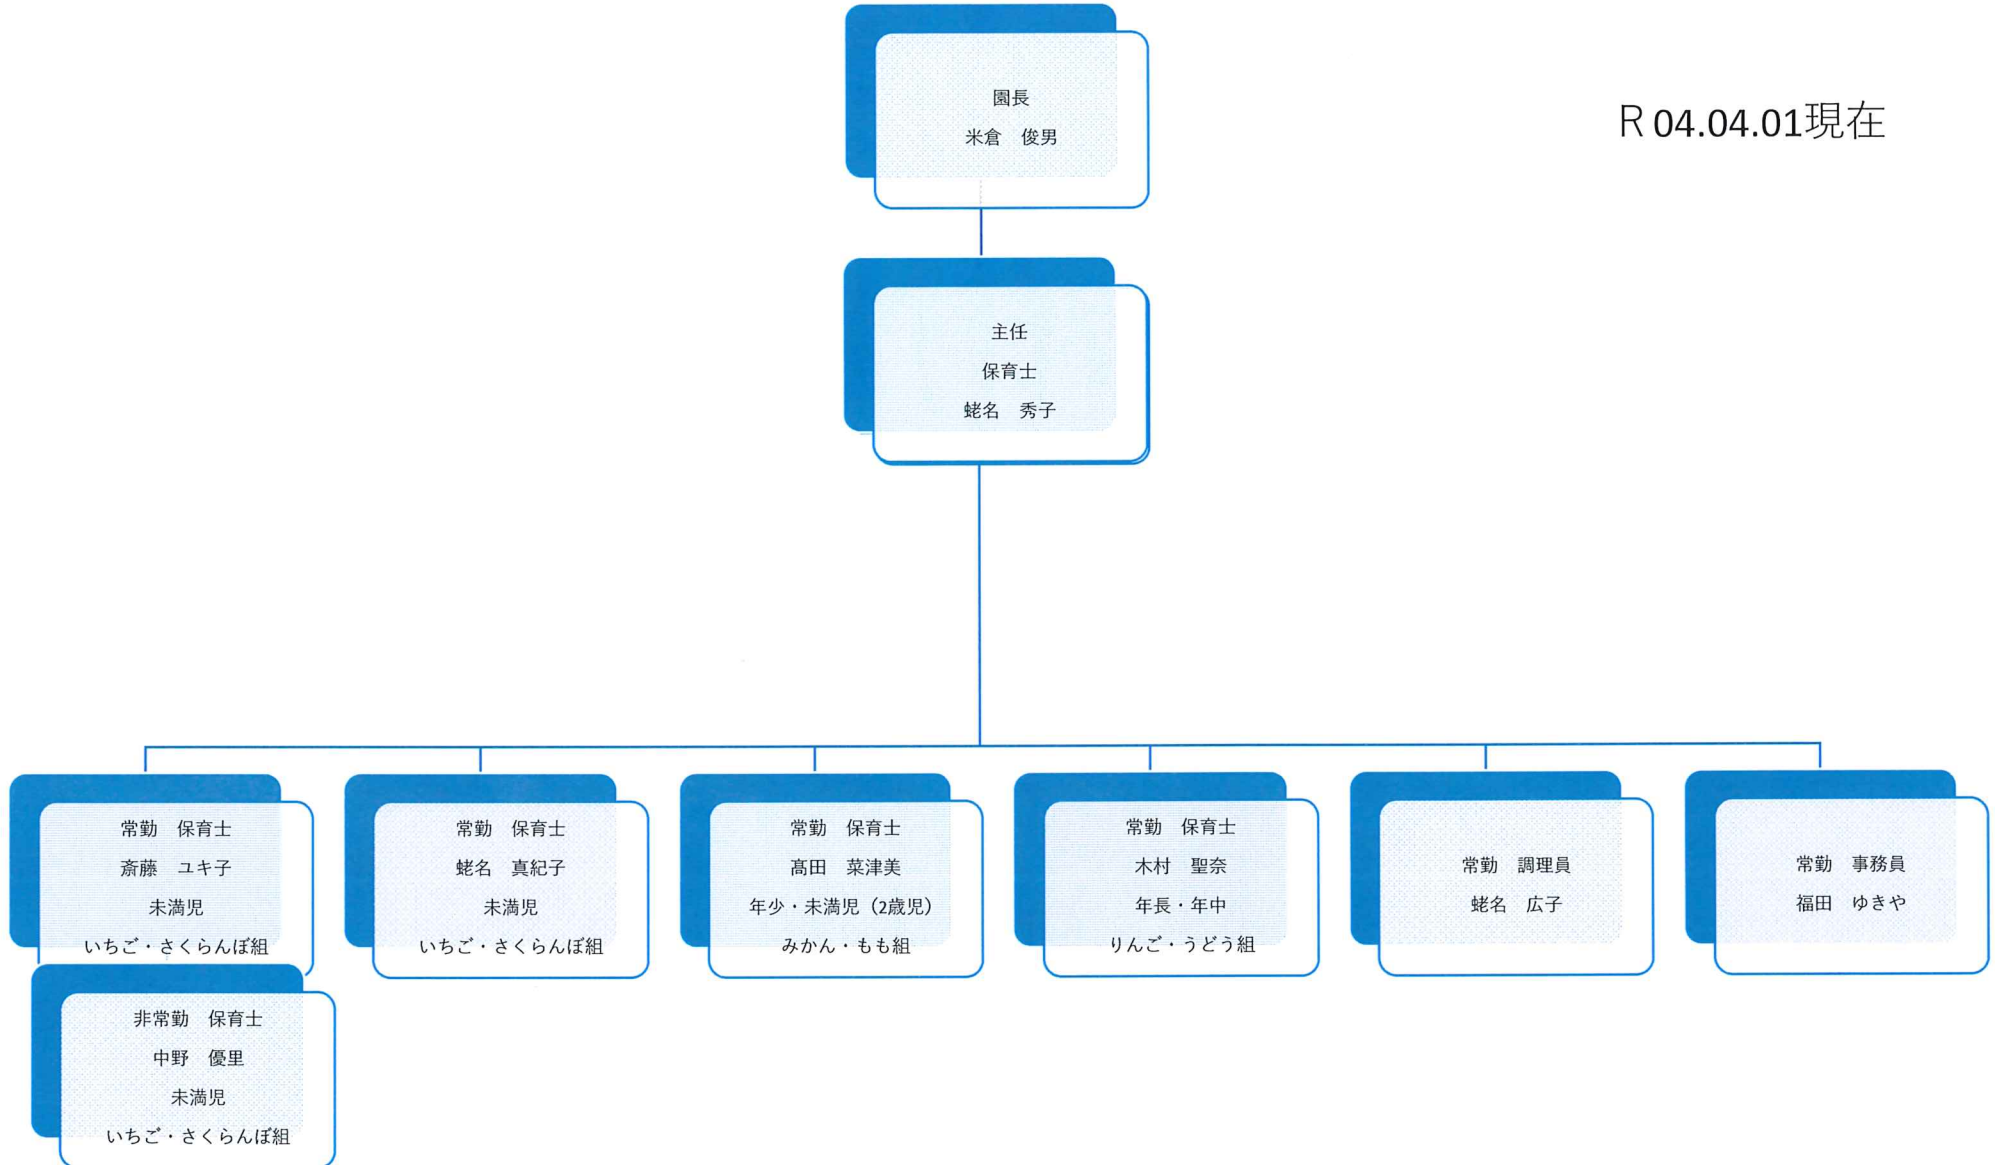 園長
米倉　俊男
R 04.04.01現在
主任
保育士
蛯名　秀子
常勤　保育士
斎藤　ユキ子
未満児
いちご・さくらんぼ組
常勤　保育士
蛯名　真紀子
未満児
いちご・さくらんぼ組
常勤　保育士
髙田　菜津美
年少・未満児（2歳児）
みかん・もも組
常勤　保育士
木村　聖奈
年長・年中
りんご・うどう組
常勤　調理員
蛯名　広子
常勤　事務員
福田　ゆきや
非常勤　保育士
中野　優里
未満児
いちご・さくらんぼ組